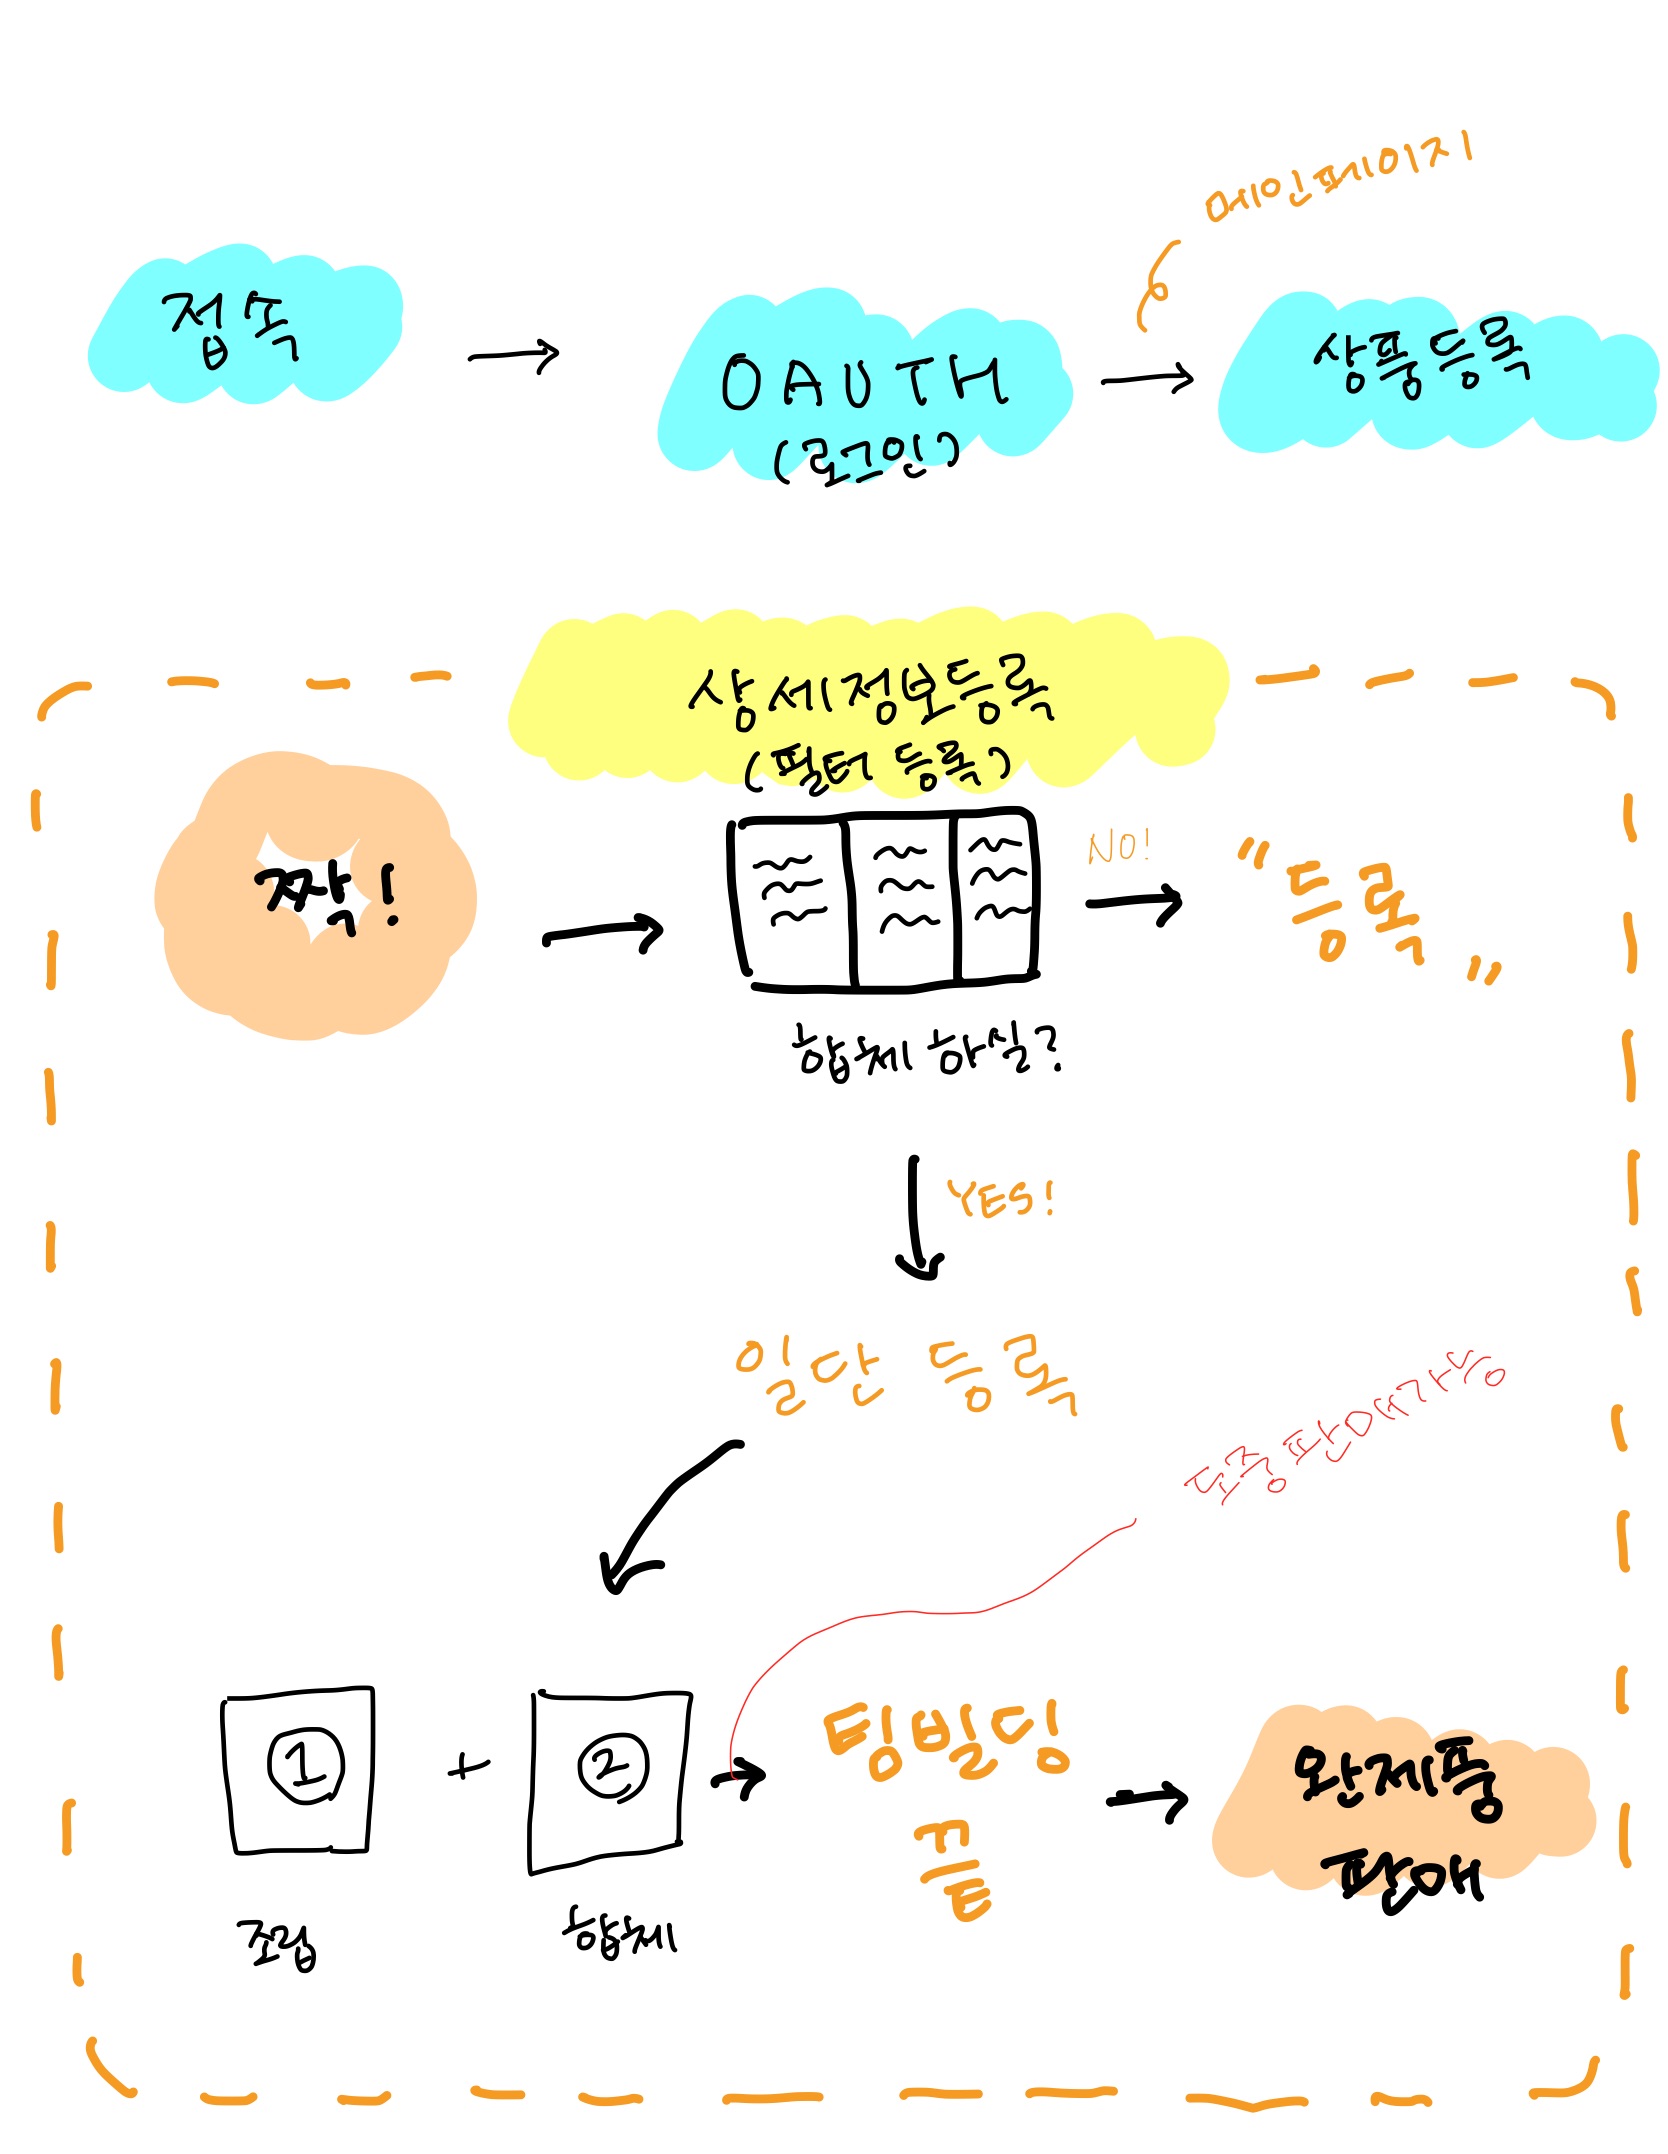 메인페이지
접속
OAUTH
(로그인)
상품등록
상세정보등록
(필터 등록)
짝!
NO!
"등록"
합체 하실?
YES!
일단 등록
도중판매가능
1
+
2
팀빌딩
툴
완제품
판매
조립
합체